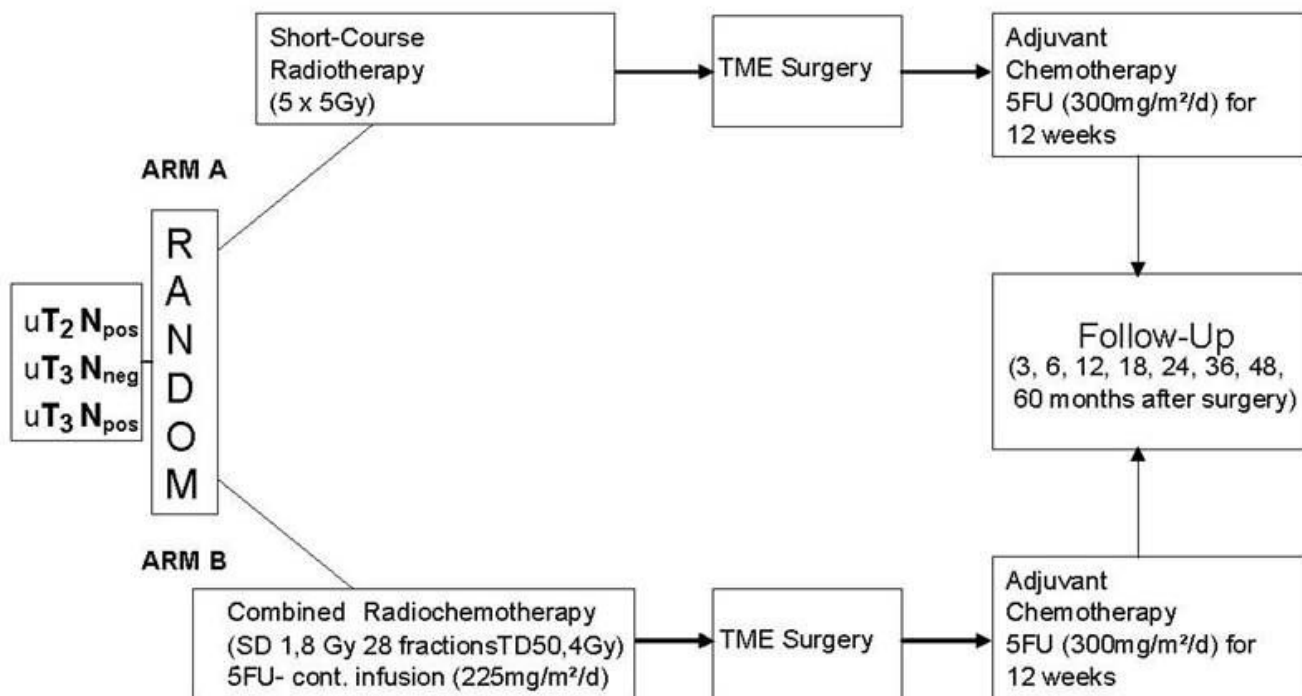 Short-Course
Radiotherapy
(5 x 5Gy)
TME Surgery
Adjuvant
Chemotherapy
5FU (300mg/m²/d) for
12 weeks
ARM A
RANDOM
uT₂ Nₚₒₛ
uT₃ Nneg
uT₃ Nₚₒₛ
Follow-Up
(3, 6, 12, 18, 24, 36, 48,
60 months after surgery)
ARM B
Combined Radiochemotherapy
(SD 1,8 Gy 28 fractionsTD50,4Gy)
5FU- cont. infusion (225mg/m²/d)
TME Surgery
Adjuvant
Chemotherapy
5FU (300mg/m²/d) for
12 weeks